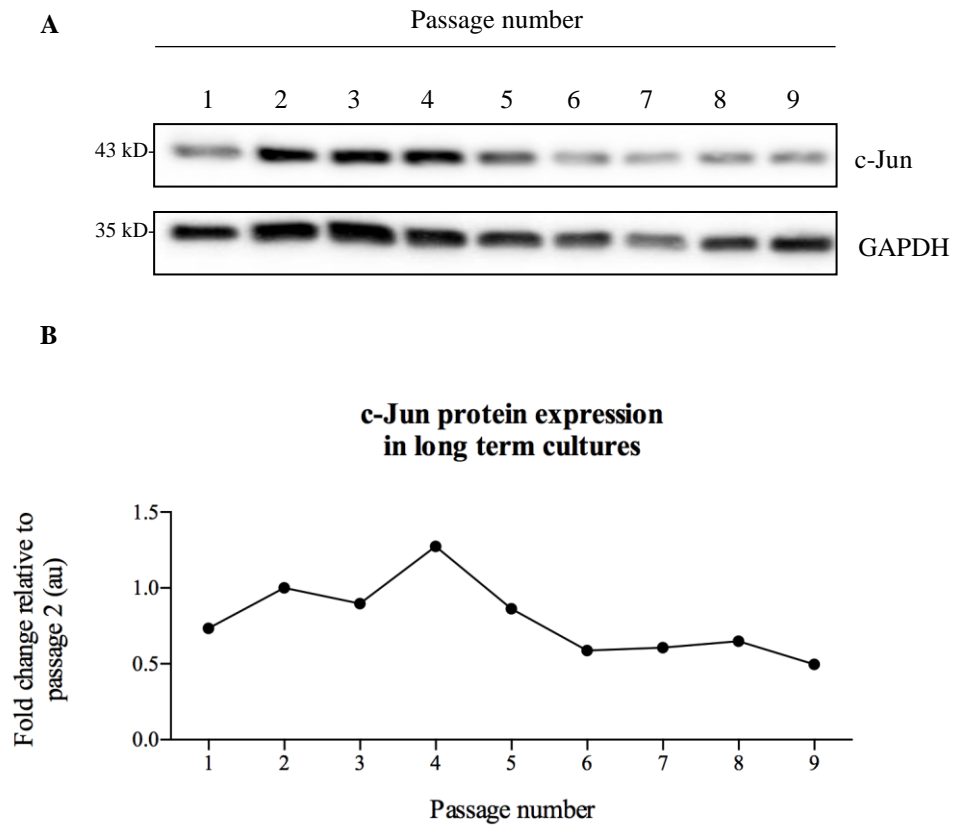 A
Passage number
1 2 3 4 5 6 7 8 9
43 kD
c-Jun
35 kD
GAPDH
B
c-Jun protein expression
in long term cultures
Fold change relative to
passage 2 (au)
1.5
1.0
0.5
0.0
1 2 3 4 5 6 7 8 9
Passage number